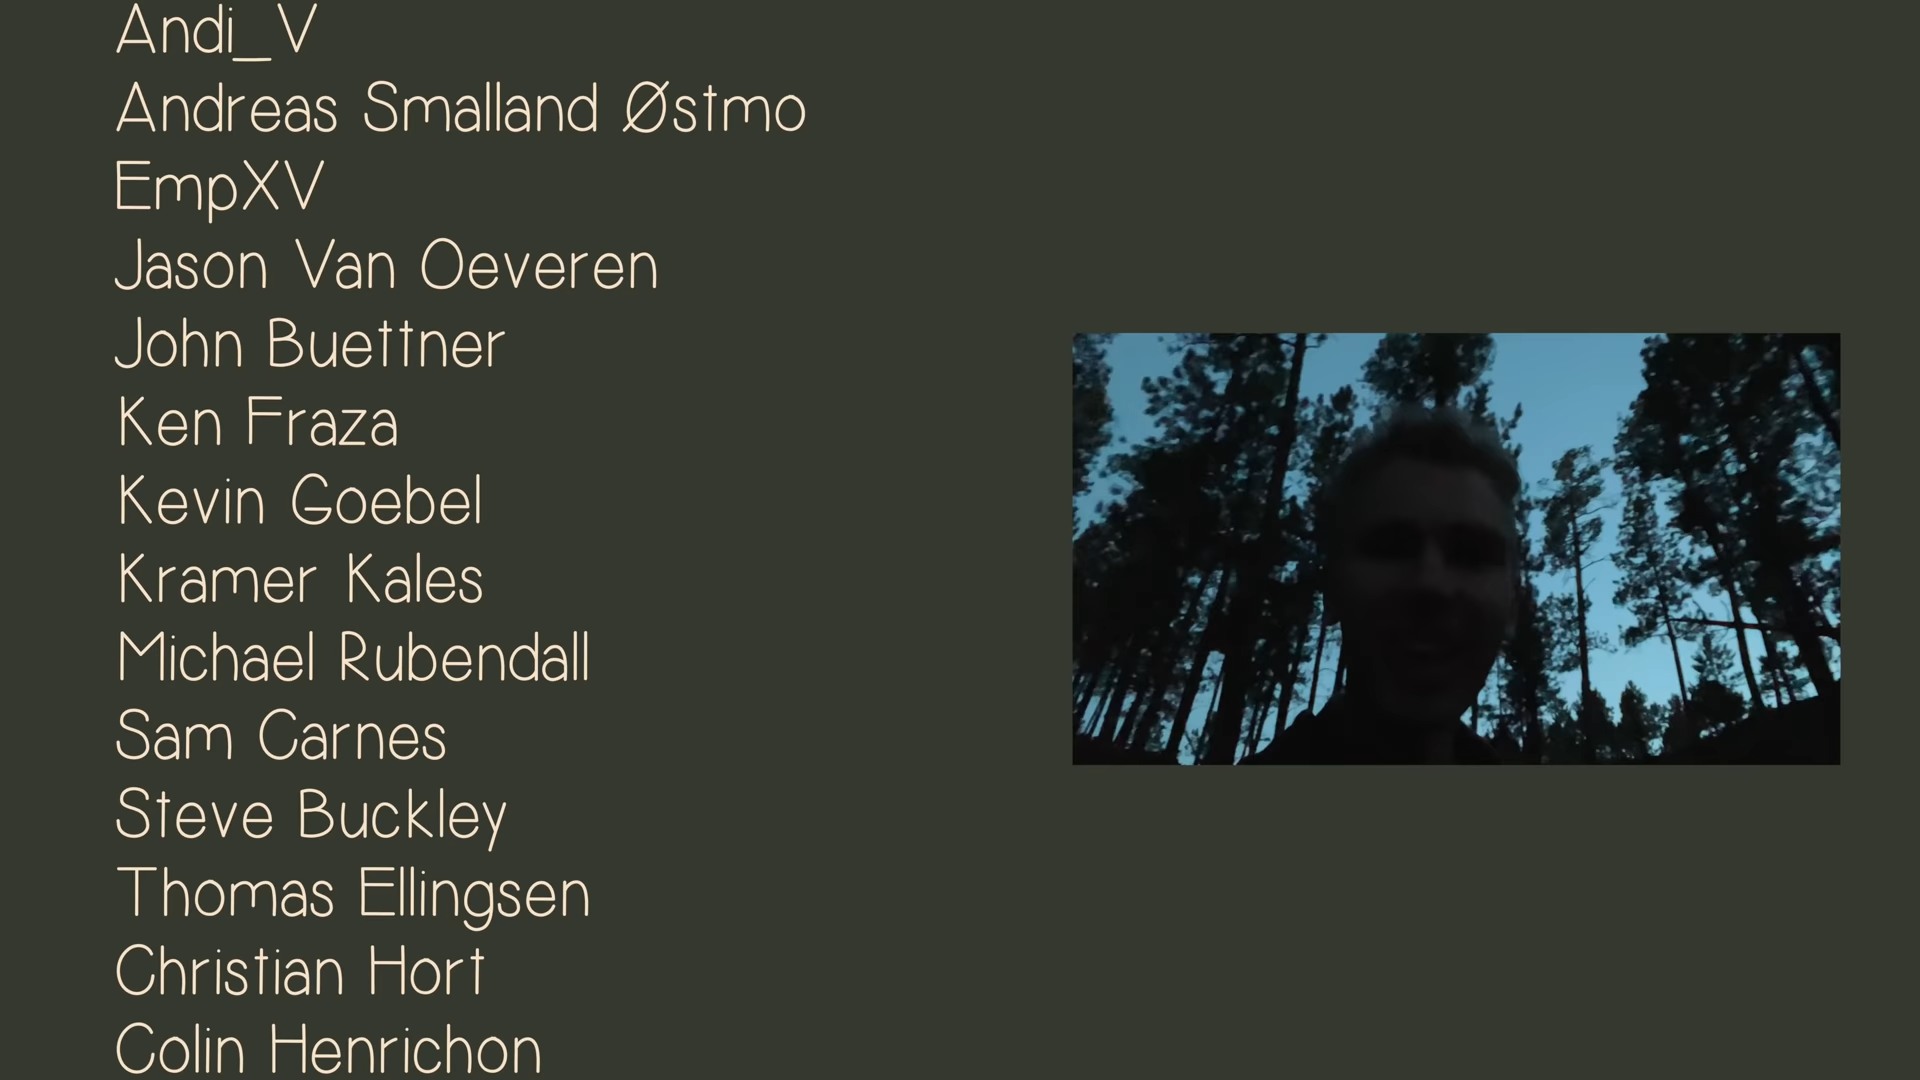 Andi_V
Andreas Smalland Østmo
EmpXV
Jason Van Oeveren
John Buettner
Ken Fraza
Kevin Goebel
Kramer Kales
Michael Rubendall
Sam Carnes
Steve Buckley
Thomas Ellingsen
Christian Hort
Colin Henrichon